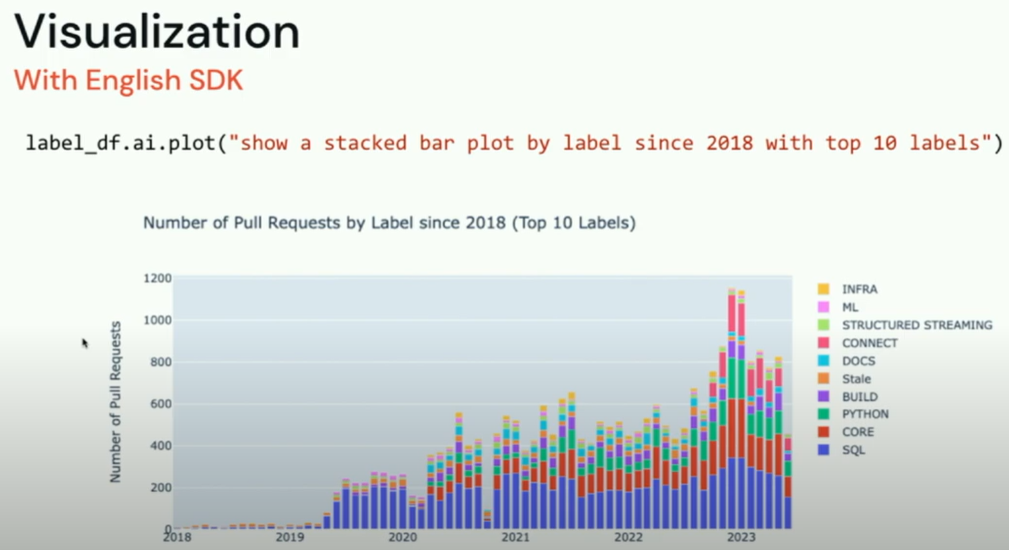 Visualization
With English SDK
label_df.ai.plot("show a stacked bar plot by label since 2018 with top 10 labels")
Number of Pull Requests by Label since 2018 (Top 10 Labels)
Number of Pull Requests
1200
1000
800
600
400
200
0
2018 2019 2020 2021 2022 2023
INFRA
ML
STRUCTURED STREAMING
CONNECT
DOCS
Stale
BUILD
PYTHON
CORE
SQL